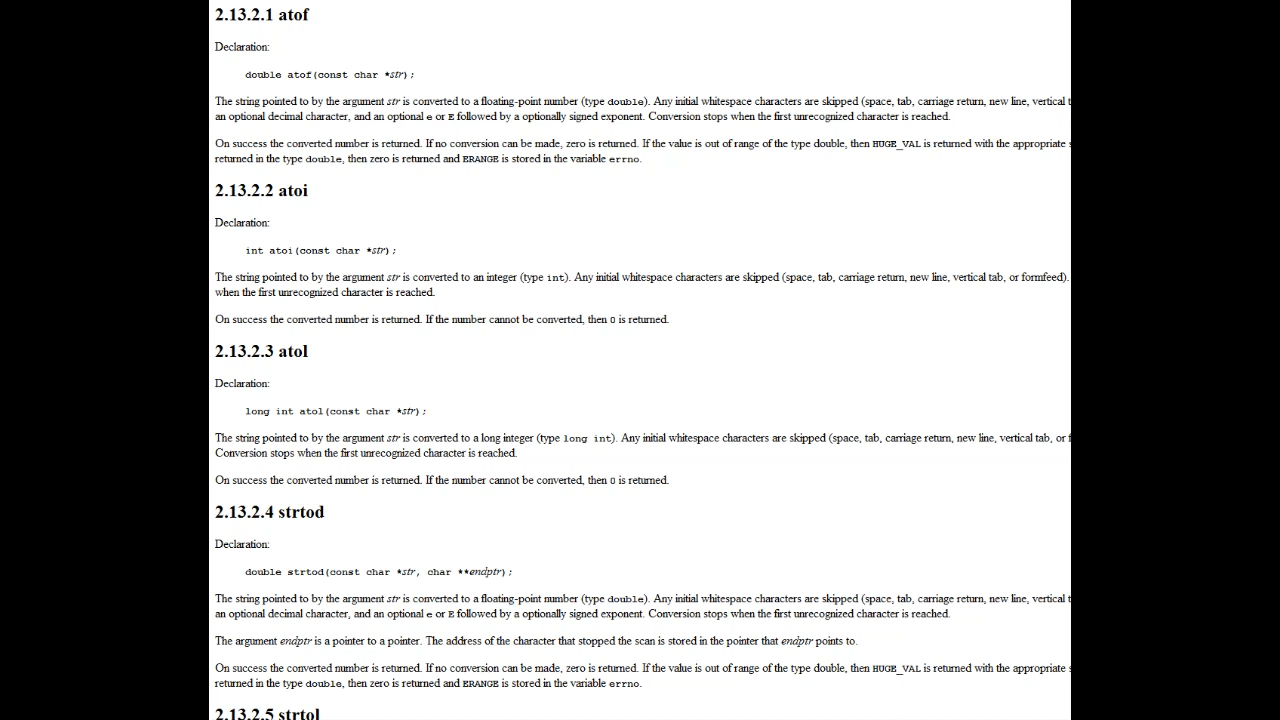 2.13.2.1 atof
Declaration:
double atof(const char *str);
The string pointed to by the argument str is converted to a floating-point number (type double). Any initial whitespace characters are skipped (space, tab, carriage return, new line, vertical
an optional decimal character, and an optional e or E followed by a optionally signed exponent. Conversion stops when the first unrecognized character is reached.
On success the converted number is returned. If no conversion can be made, zero is returned. If the value is out of range of the type double, then HUGE_VAL is returned with the appropriate
returned in the type double, then zero is returned and ERANGE is stored in the variable errno.
2.13.2.2 atoi
Declaration:
int atoi(const char *str);
The string pointed to by the argument str is converted to an integer (type int). Any initial whitespace characters are skipped (space, tab, carriage return, new line, vertical tab, or formfeed).
when the first unrecognized character is reached.
On success the converted number is returned. If the number cannot be converted, then 0 is returned.
2.13.2.3 atol
Declaration:
long int atol(const char *str);
The string pointed to by the argument str is converted to a long integer (type long int). Any initial whitespace characters are skipped (space, tab, carriage return, new line, vertical tab, or
Conversion stops when the first unrecognized character is reached.
On success the converted number is returned. If the number cannot be converted, then 0 is returned.
2.13.2.4 strtod
Declaration:
double strtod(const char *str, char **endptr);
The string pointed to by the argument str is converted to a floating-point number (type double). Any initial whitespace characters are skipped (space, tab, carriage return, new line, vertical
an optional decimal character, and an optional e or E followed by a optionally signed exponent. Conversion stops when the first unrecognized character is reached.
The argument endptr is a pointer to a pointer. The address of the character that stopped the scan is stored in the pointer that endptr points to.
On success the converted number is returned. If no conversion can be made, zero is returned. If the value is out of range of the type double, then HUGE_VAL is returned with the appropriate
returned in the type double, then zero is returned and ERANGE is stored in the variable errno.
2.13.2.5 strtol